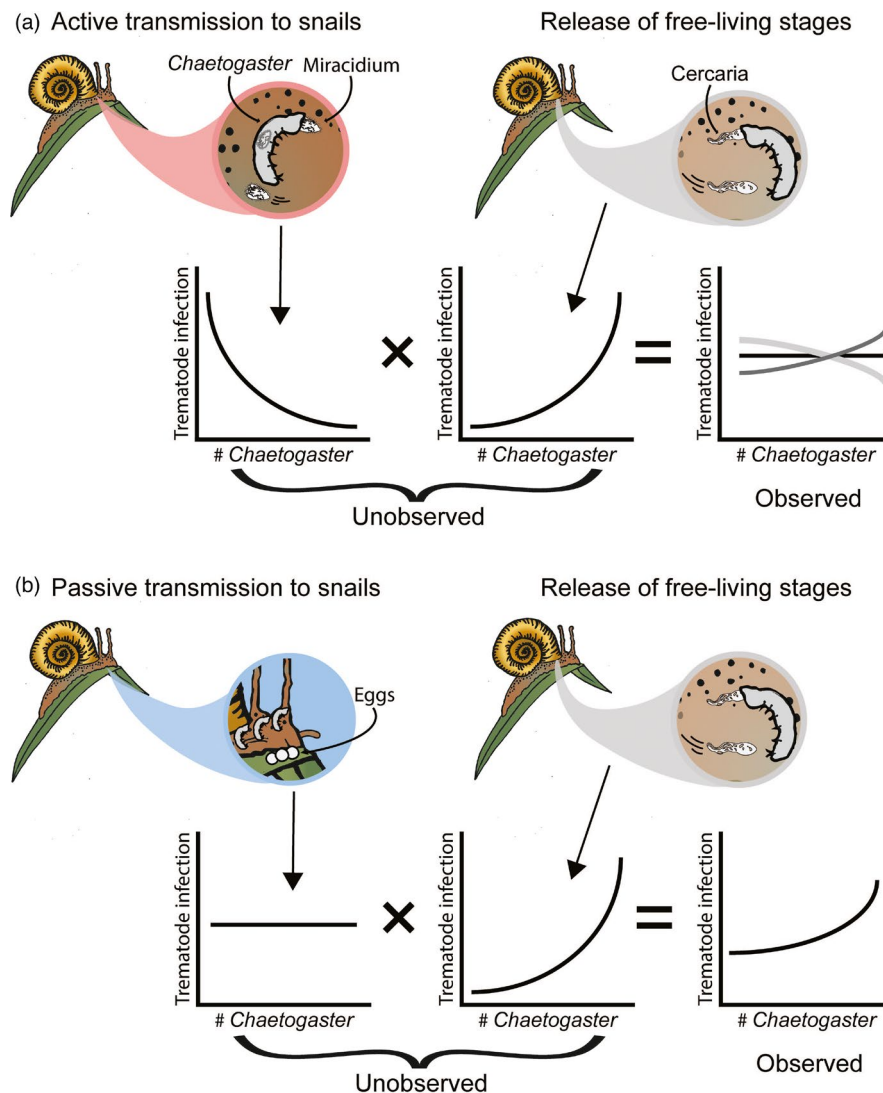 (a) Active transmission to snails
Release of free-living stages
Chaetogaster
Miracidium
Cercaria
Trematode infection
# Chaetogaster
×
Trematode infection
# Chaetogaster
=
Trematode infection
# Chaetogaster
Unobserved
Observed
(b) Passive transmission to snails
Release of free-living stages
Eggs
Trematode infection
# Chaetogaster
×
Trematode infection
# Chaetogaster
=
Trematode infection
# Chaetogaster
Unobserved
Observed